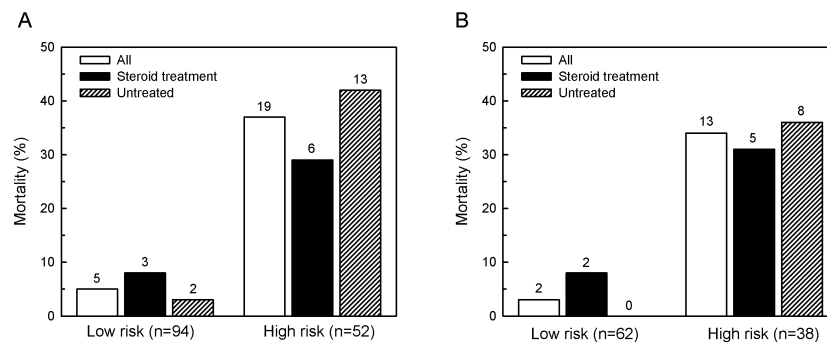 A
50
40
30
20
10
0
Mortality (%)
All
Steroid treatment
Untreated
5
3
2
19
6
13
Low risk (n=94)
High risk (n=52)
B
50
40
30
20
10
0
Mortality (%)
All
Steroid treatment
Untreated
2
2
0
13
5
8
Low risk (n=62)
High risk (n=38)